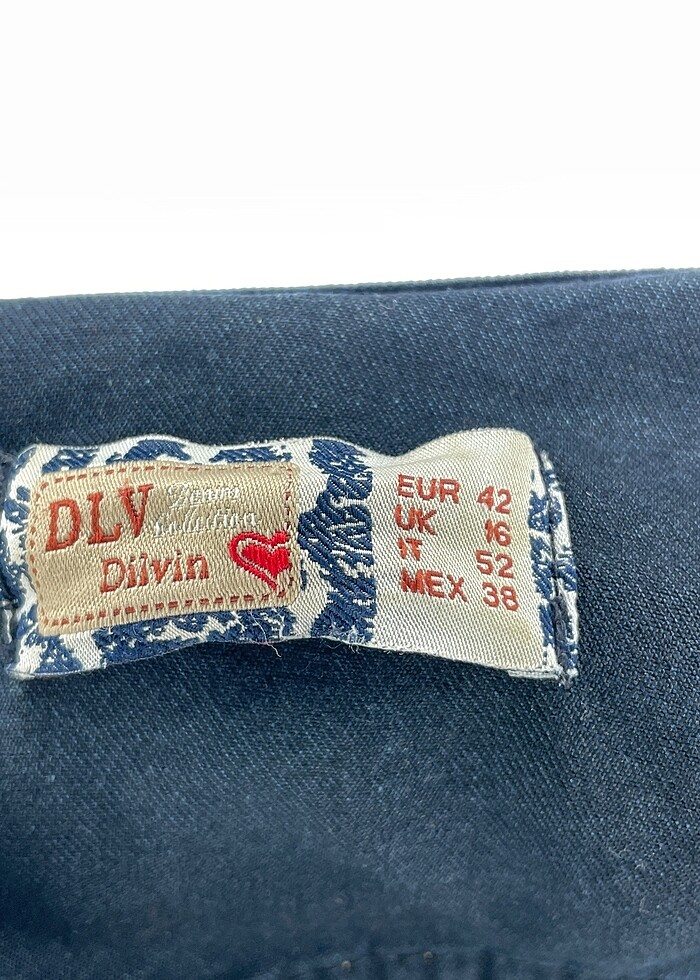 DLV
Dilvin
EUR 42
UK 16
IT 52
MEX 38